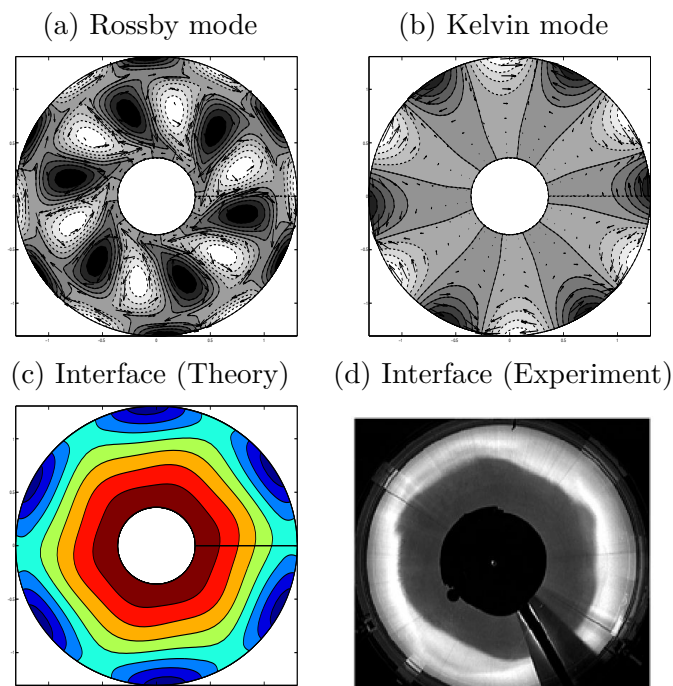 (a) Rossby mode
(b) Kelvin mode
(c) Interface (Theory)
(d) Interface (Experiment)